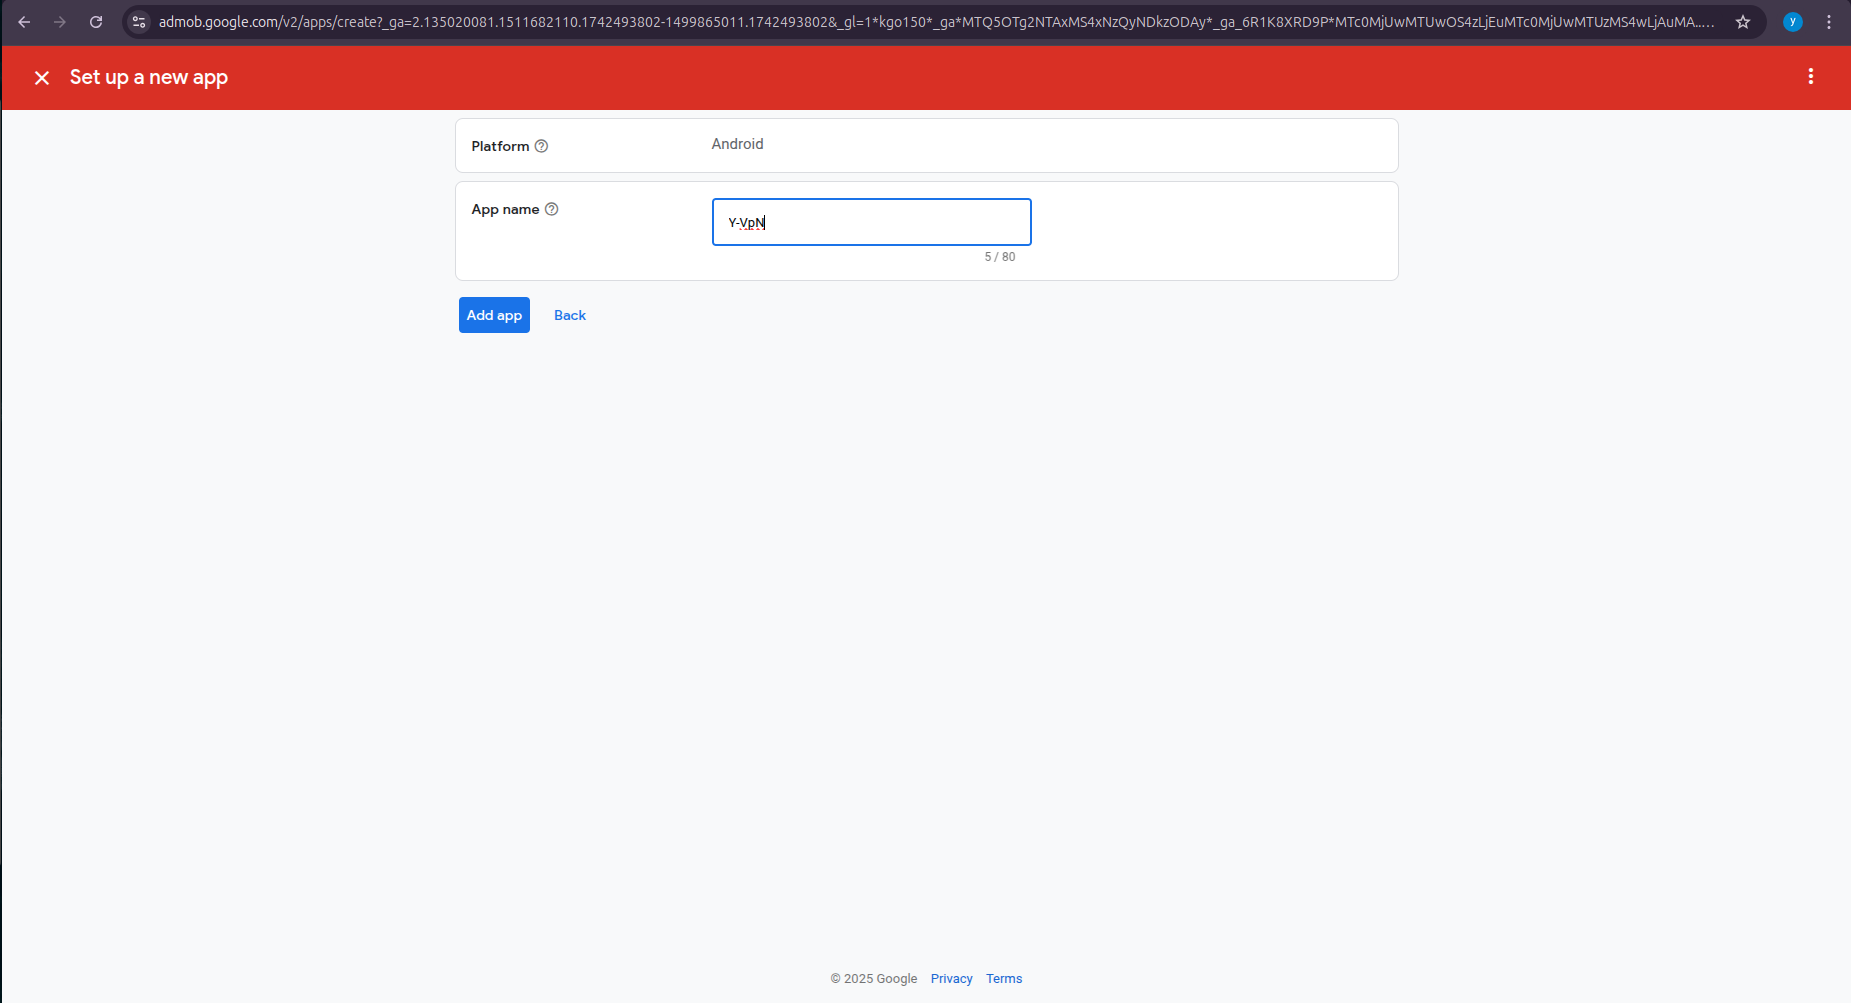 admob.google.com/v2/apps/create?_ga=2.135020081.1511682110.1742493802-1499865011.1742493802&_gl=1*kgo150*_ga*MTQ5OTg2NTAxMS4xNzQyNDkzODAy*_ga_6R1K8XRD9P*MTc0MjUwMTUwOS4zLjEuMTc0MjUwMTUzMS4wLjAuMA.…
y
Set up a new app
Platform
Android
App name
Y-VpN
5 / 80
Add app
Back
© 2025 Google Privacy Terms